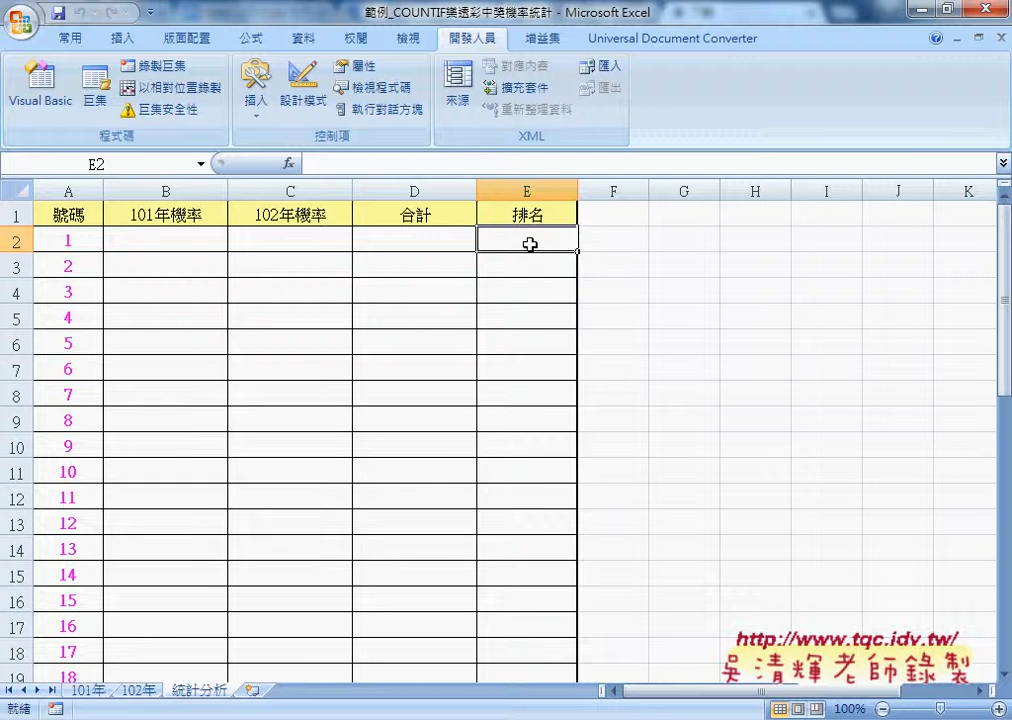 範例_COUNTIF樂透彩中獎機率統計 - Microsoft Excel
常用 插入 版面配置 公式 資料 校閱 檢視 開發人員 增益集 Universal Document Converter
Visual Basic 巨集 錄製巨集 插入 設計模式 屬性 來源 對應內容 匯入
以相對位置錄製 檢視程式碼 擴充套件 匯出
巨集安全性 執行對話方塊 重新整理資料
程式碼 控制項 XML
E2 fx
A B C D E F G H I J K
1 號碼 101年機率 102年機率 合計 排名
2 1
3 2
4 3
5 4
6 5
7 6
8 7
9 8
10 9
11 10
12 11
13 12
14 13
15 14
16 15
17 16
18 17
19 18
http://www.tqc.idv.tw/
吳清輝老師錄製
101年 102年 統計分析
就緒 100%